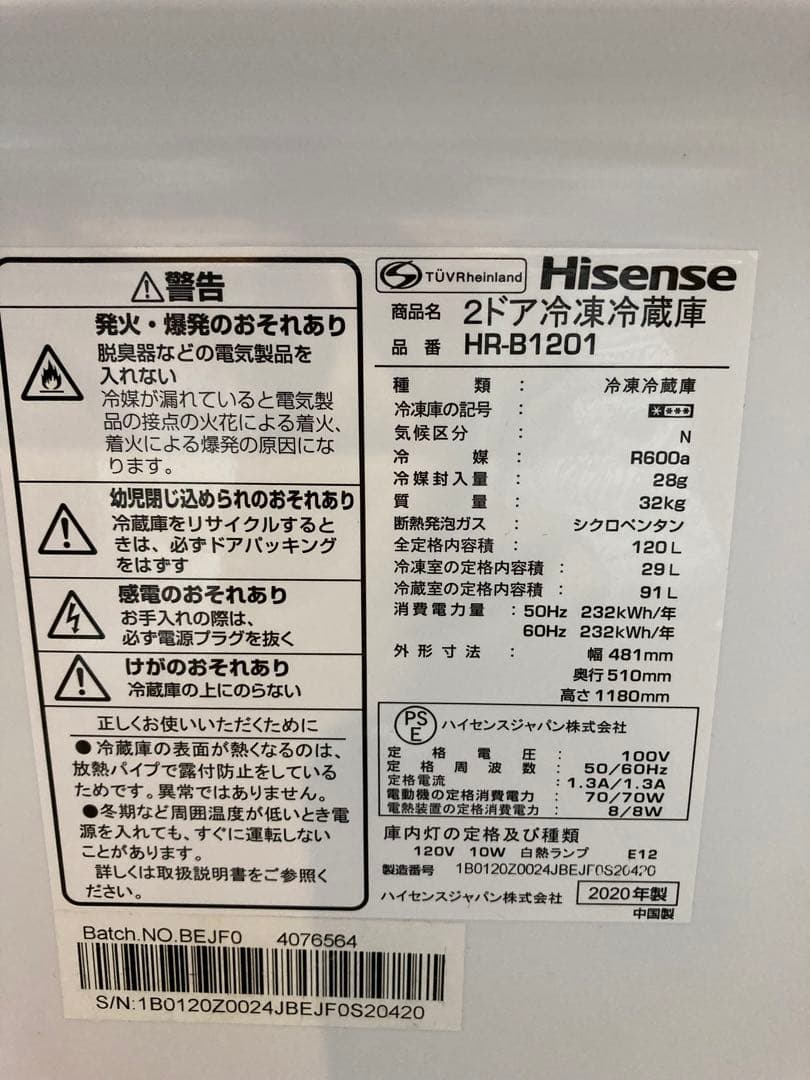 ⚠警告
発火・爆発のおそれあり
脱臭器などの電気製品を
入れない
冷媒が漏れていると電気製
品の接点の火花による着火、
着火による爆発の原因にな
ります。
幼児閉じ込められのおそれあり
冷蔵庫をリサイクルすると
きは、必ずドアパッキング
をはずす
感電のおそれあり
お手入れの際は、
必ず電源プラグを抜く
けがのおそれあり
冷蔵庫の上にのらない
正しくお使いいただくために
●冷蔵庫の表面が熱くなるのは、
放熱パイプで露付防止をしている
ためです。異常ではありません。
●冬期など周囲温度が低いとき電
源を入れても、すぐに運転しない
ことがあります。
詳しくは取扱説明書をご参照く
ださい。
TÜVRheinland Hisense
商品名 2ドア冷凍冷蔵庫
品番 HR-B1201
種類 : 冷凍冷蔵庫
冷凍庫の記号 : ****
気候区分 : N
冷媒 : R600a
冷媒封入量 : 28g
質量 : 32kg
断熱発泡ガス : シクロペンタン
全定格内容積 : 120L
冷凍室の定格内容積 : 29L
冷蔵室の定格内容積 : 91L
消費電力量 : 50Hz 232kWh/年
60Hz 232kWh/年
外形寸法 : 幅481mm
奥行510mm
高さ1180mm
PSE ハイセンスジャパン株式会社
定格電圧 : 100V
定格周波数 : 50/60Hz
定格電流 : 1.3A/1.3A
電動機の定格消費電力 : 70/70W
電熱装置の定格消費電力 : 8/8W
庫内灯の定格及び種類
120V 10W 白熱ランプ E12
製造番号 1B0120Z0024JBEJF0S20420
ハイセンスジャパン株式会社 2020年製
中国製
Batch.NO.BEJF0 4076564
S/N:1B0120Z0024JBEJF0S20420